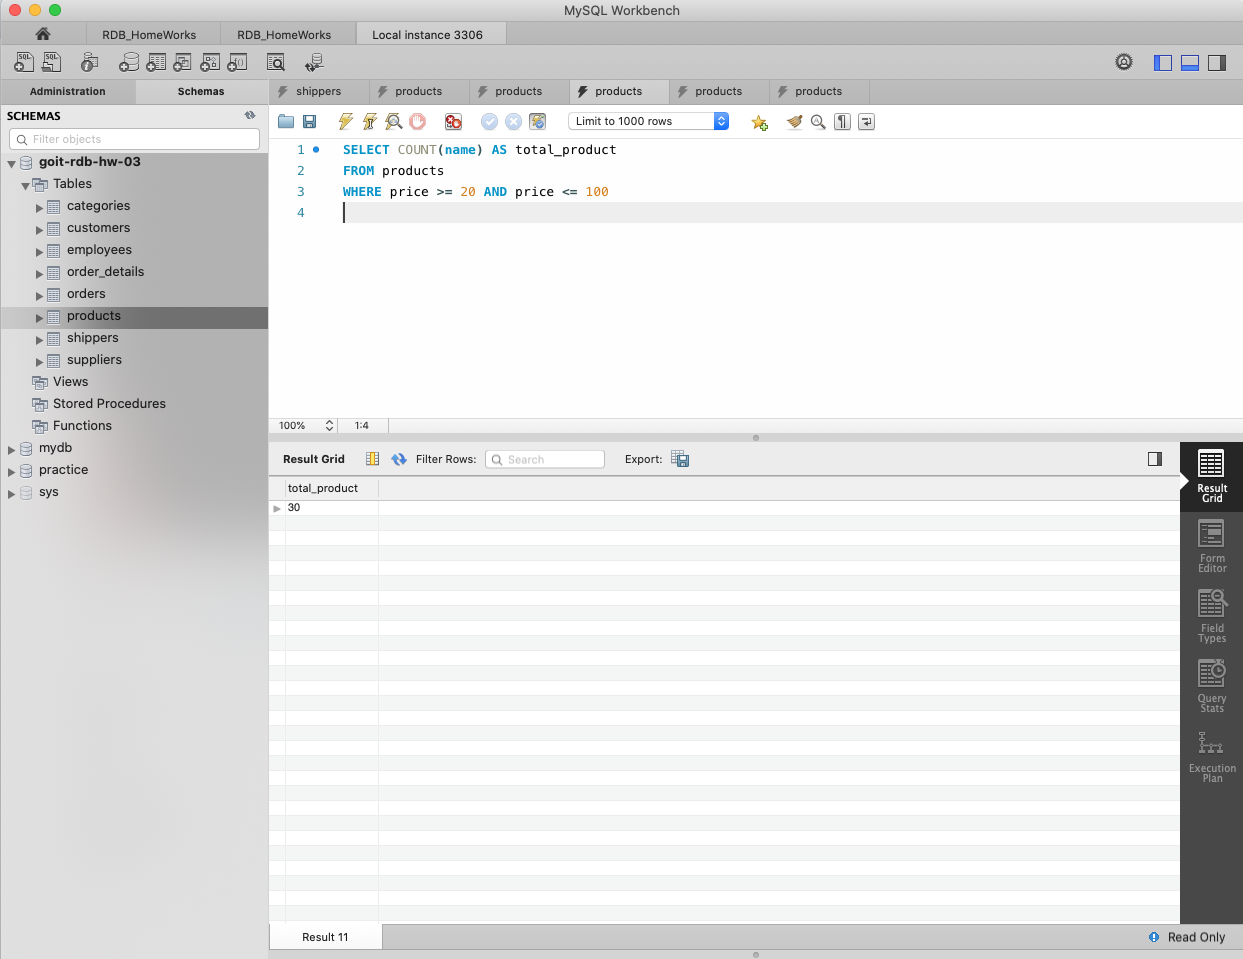 MySQL Workbench
RDB_HomeWorks
RDB_HomeWorks
Local instance 3306
Administration
Schemas
shippers
products
products
products
products
products
SCHEMAS
Filter objects
goit-rdb-hw-03
Tables
categories
customers
employees
order_details
orders
products
shippers
suppliers
Views
Stored Procedures
Functions
mydb
practice
sys
Limit to 1000 rows
1 SELECT COUNT(name) AS total_product
2 FROM products
3 WHERE price >= 20 AND price <= 100
4
100%
1:4
Result Grid
Filter Rows:
Search
Export:
total_product
30
Result
Grid
Form
Editor
Field
Types
Query
Stats
Execution
Plan
Result 11
Read Only